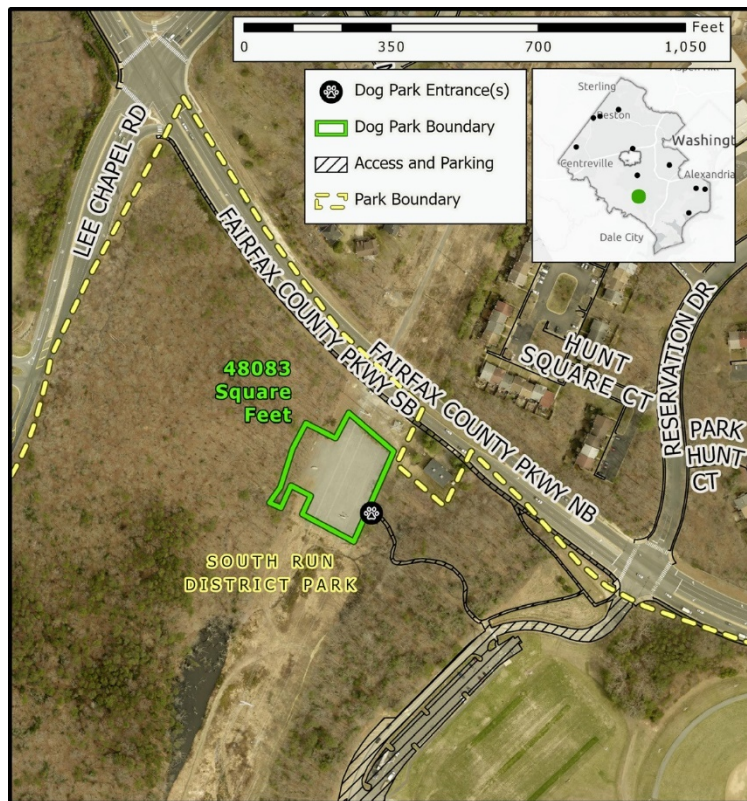 Feet
0 350 700 1,050
Dog Park Entrance(s)
Dog Park Boundary
Access and Parking
Park Boundary
Sterling
Reston
Washingt
Centreville
Alexandria
Dale City
LEE CHAPEL RD
FAIRFAX COUNTY PKWY SB
FAIRFAX COUNTY PKWY NB
HUNT
SQUARE CT
RESERVATION DR
PARK
HUNT
CT
48083
Square
Feet
SOUTH RUN
DISTRICT PARK